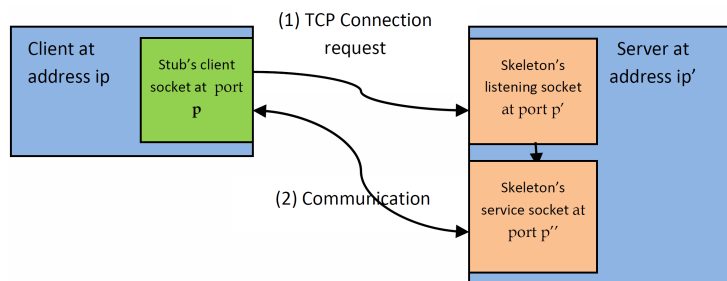 (1) TCP Connection
request
Client at
address ip
Stub's client
socket at port
p
Skeleton's
listening socket
at port p'
Server at
address ip'
(2) Communication
Skeleton's
service socket at
port p''